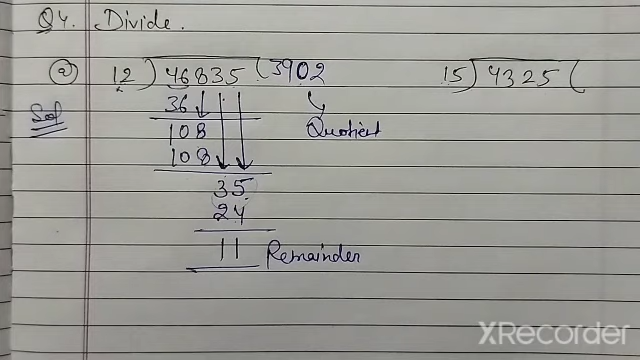 Q4. Divide.
a) 12 ) 46835 ( 3902
15 ) 4325 (
Sol
36
Quotient
108
108
35
24
11 Remainder
XRecorder